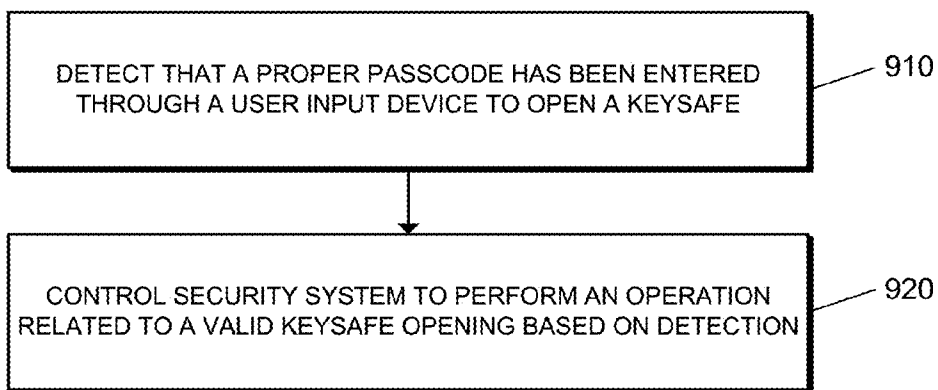 DETECT THAT A PROPER PASSCODE HAS BEEN ENTERED
THROUGH A USER INPUT DEVICE TO OPEN A KEYSAFE
910
CONTROL SECURITY SYSTEM TO PERFORM AN OPERATION
RELATED TO A VALID KEYSAFE OPENING BASED ON DETECTION
920